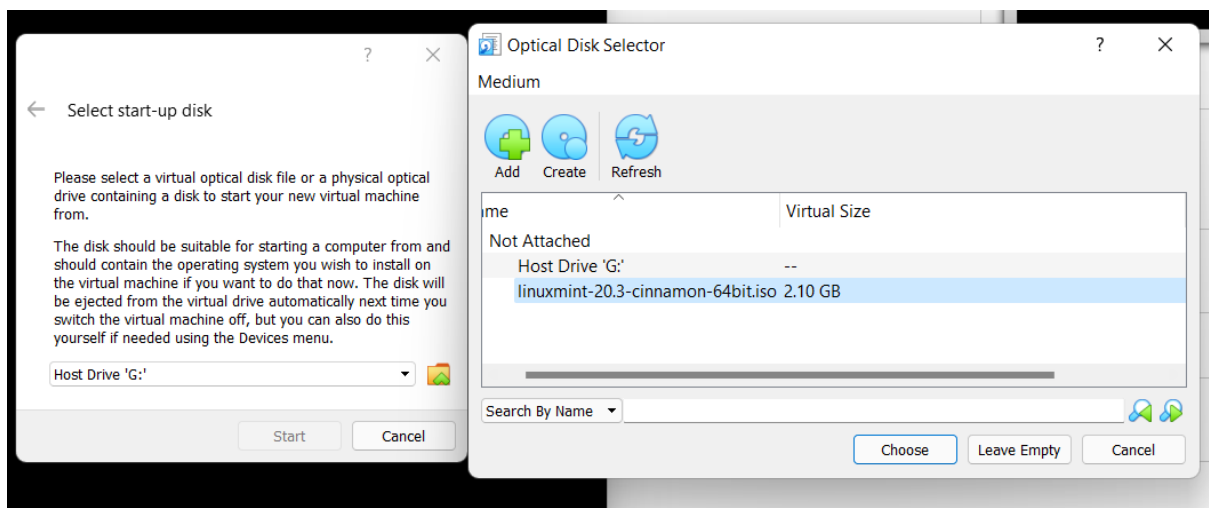 ?
Select start-up disk
Please select a virtual optical disk file or a physical optical
drive containing a disk to start your new virtual machine
from.
The disk should be suitable for starting a computer from and
should contain the operating system you wish to install on
the virtual machine if you want to do that now. The disk will
be ejected from the virtual drive automatically next time you
switch the virtual machine off, but you can also do this
yourself if needed using the Devices menu.
Host Drive 'G:'
Start Cancel
Optical Disk Selector ?
Medium
Add Create Refresh
me Virtual Size
Not Attached
Host Drive 'G:' --
linuxmint-20.3-cinnamon-64bit.iso 2.10 GB
Search By Name
Choose Leave Empty Cancel